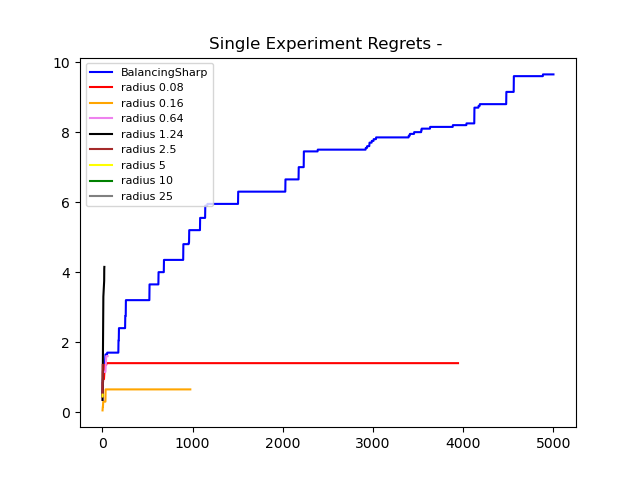 Single Experiment Regrets -
BalancingSharp
radius 0.08
radius 0.16
radius 0.64
radius 1.24
radius 2.5
radius 5
radius 10
radius 25
10
8
6
4
2
0
0 1000 2000 3000 4000 5000